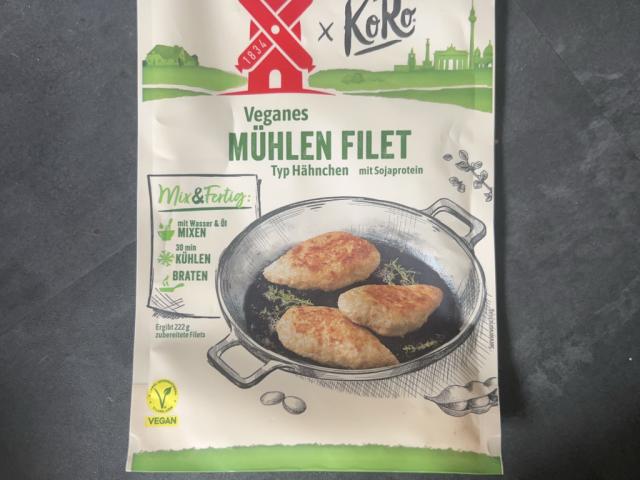 1834
x KoRo
Veganes
MÜHLEN FILET
Typ Hähnchen mit Sojaprotein
Mix&Fertig:
mit Wasser & Öl
MIXEN
30 min
KÜHLEN
BRATEN
Ergibt 222 g
zubereitete Filets
VEGAN